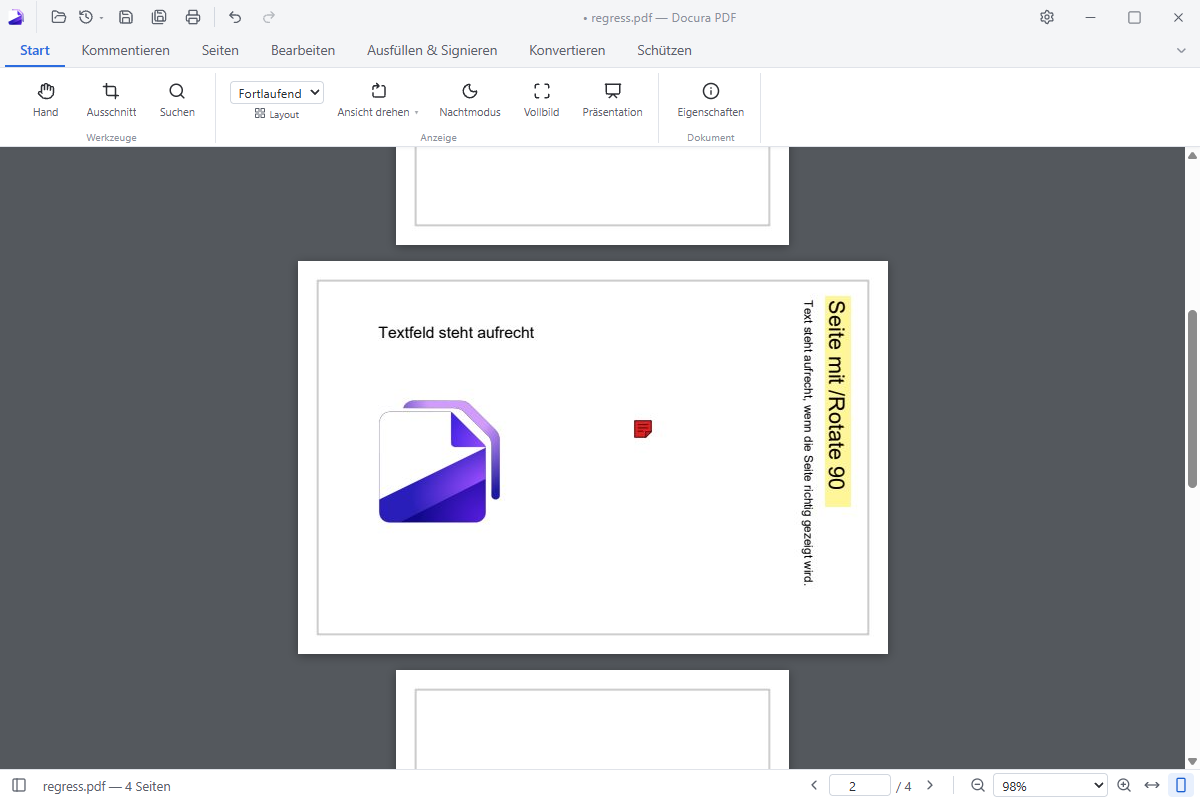 • regress.pdf — Docura PDF
Start
Kommentieren
Seiten
Bearbeiten
Ausfüllen & Signieren
Konvertieren
Schützen
Hand
Ausschnitt
Suchen
Werkzeuge
Fortlaufend
Layout
Ansicht drehen
Nachtmodus
Vollbild
Präsentation
Anzeige
Eigenschaften
Dokument
Textfeld steht aufrecht
Seite mit /Rotate 90
Text steht aufrecht, wenn die Seite richtig gezeigt wird.
regress.pdf — 4 Seiten
2
/ 4
98%